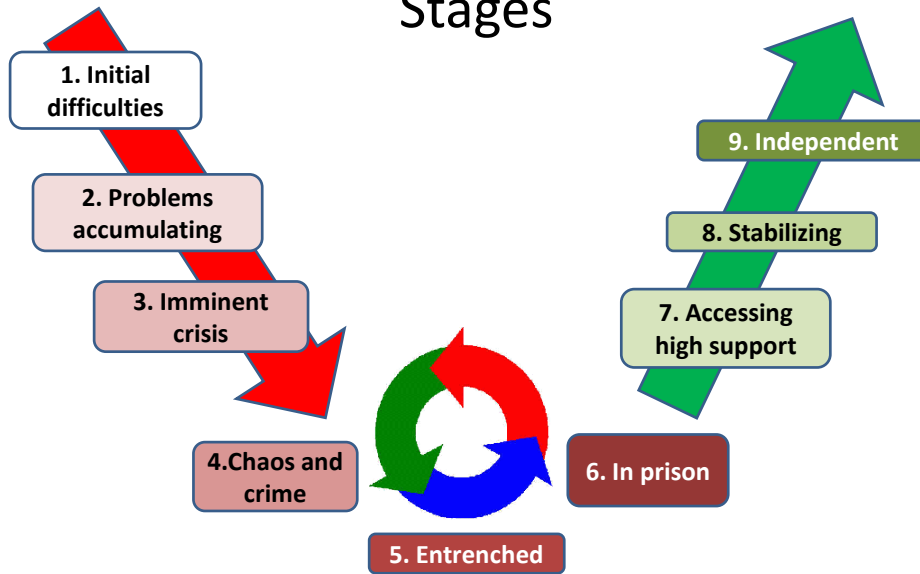 Stages
1. Initial
difficulties
2. Problems
accumulating
3. Imminent
crisis
4.Chaos and
crime
5. Entrenched
6. In prison
7. Accessing
high support
8. Stabilizing
9. Independent